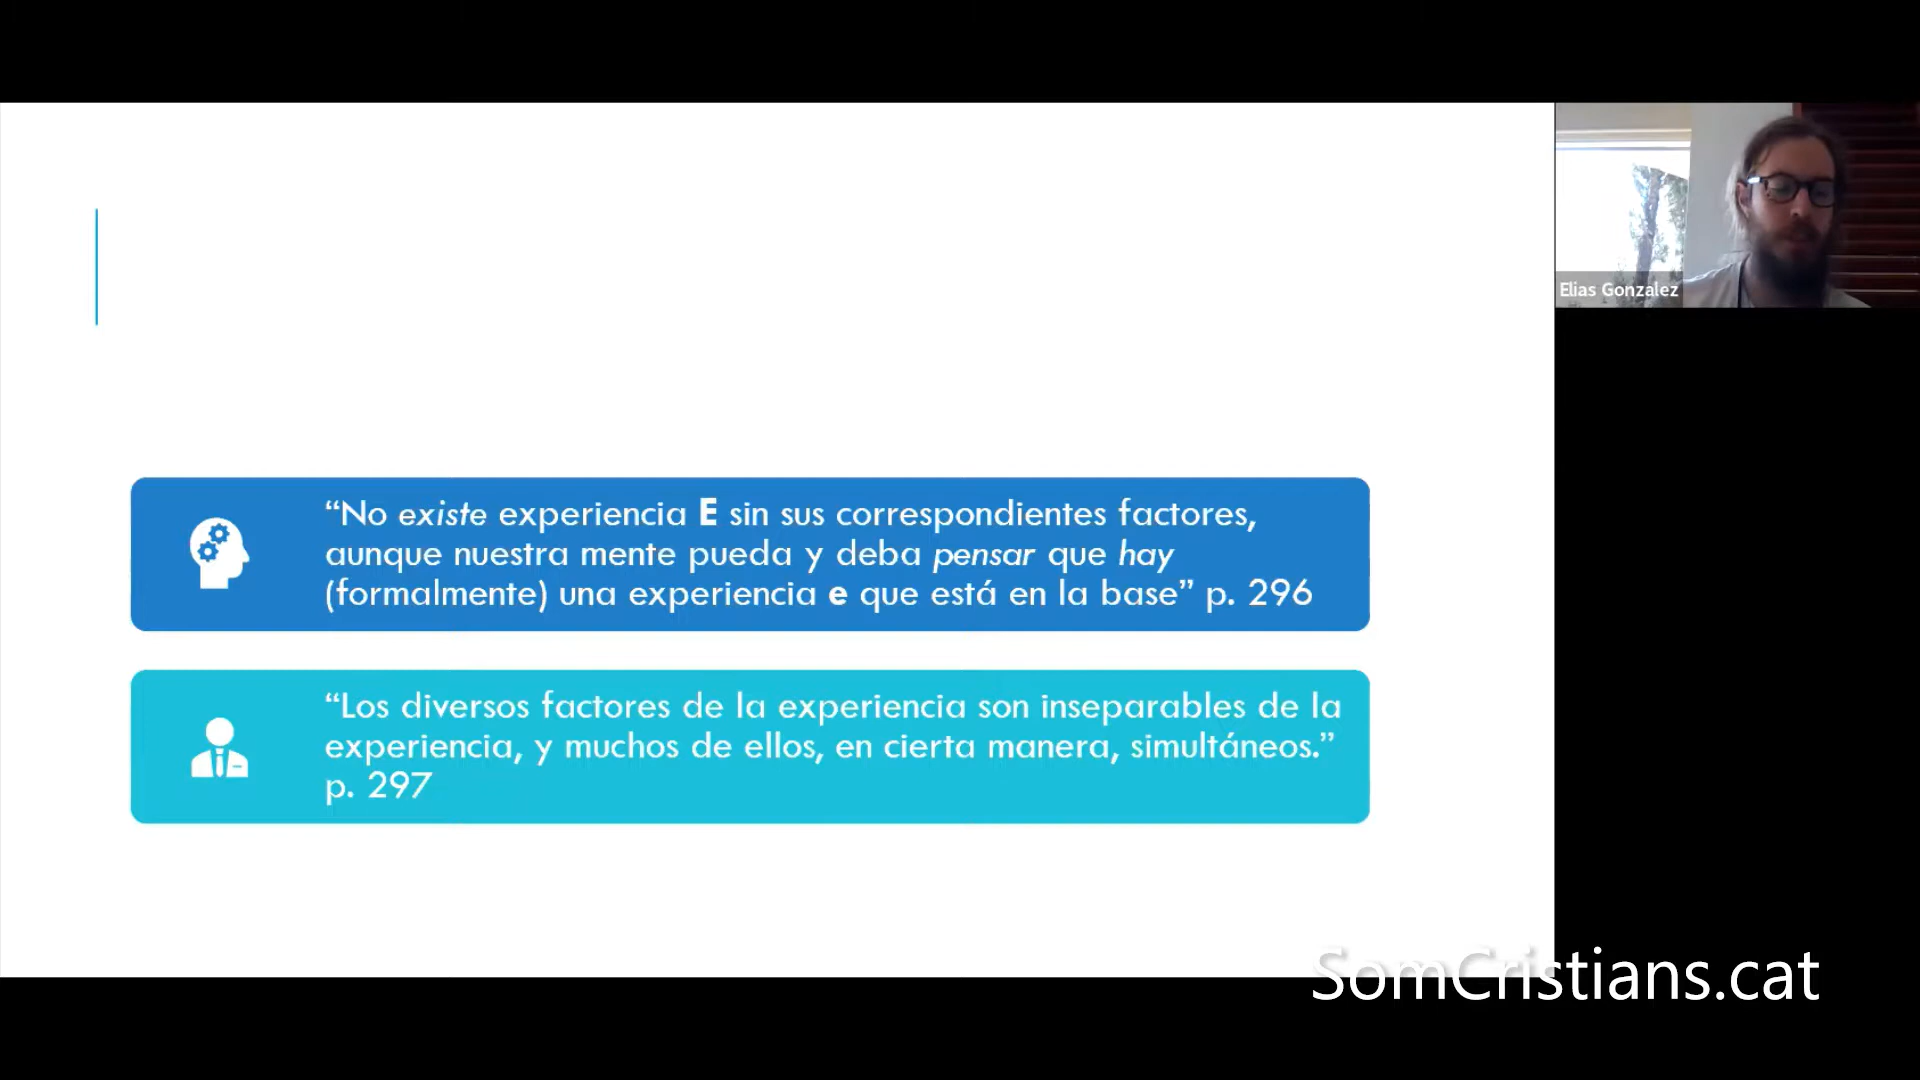 Elias Gonzalez
“No existe experiencia E sin sus correspondientes factores,
aunque nuestra mente pueda y deba pensar que hay
(formalmente) una experiencia e que está en la base” p. 296
“Los diversos factores de la experiencia son inseparables de la
experiencia, y muchos de ellos, en cierta manera, simultáneos.”
p. 297
SomCristians.cat